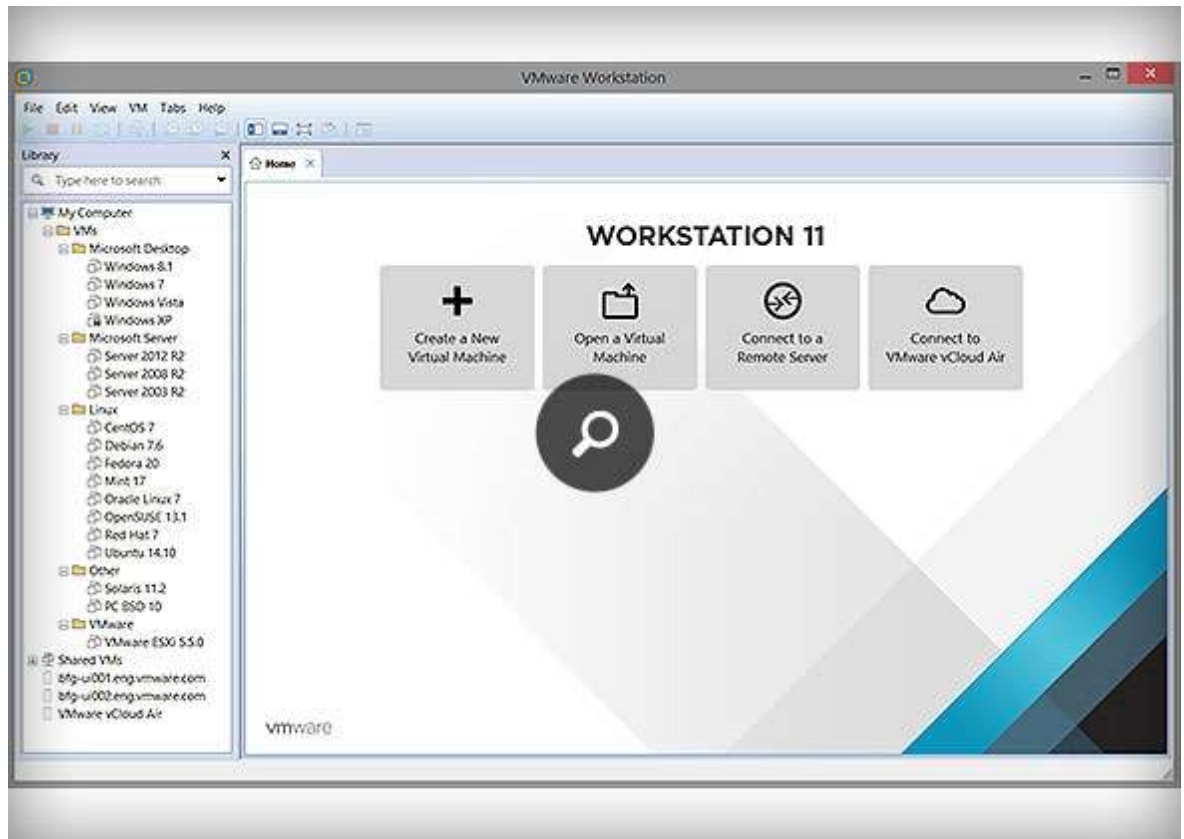 VMware Workstation
File Edit View VM Tabs Help
Library
Home
Type here to search
My Computer
VMs
Microsoft Desktop
Windows 8.1
Windows 7
Windows Vista
Windows XP
Microsoft Server
Server 2012 R2
Server 2008 R2
Server 2003 R2
Linux
CentOS 7
Debian 7.6
Fedora 20
Mint 17
Oracle Linux 7
OpenSUSE 13.1
Red Hat 7
Ubuntu 14.10
Other
Solaris 11.2
PC BSD 10
VMware
VMware ESXi 5.5.0
Shared VMs
bfg-ui001.eng.vmware.com
bfg-ui002.eng.vmware.com
VMware vCloud Air
WORKSTATION 11
Create a New
Virtual Machine
Open a Virtual
Machine
Connect to a
Remote Server
Connect to
VMware vCloud Air
vmware